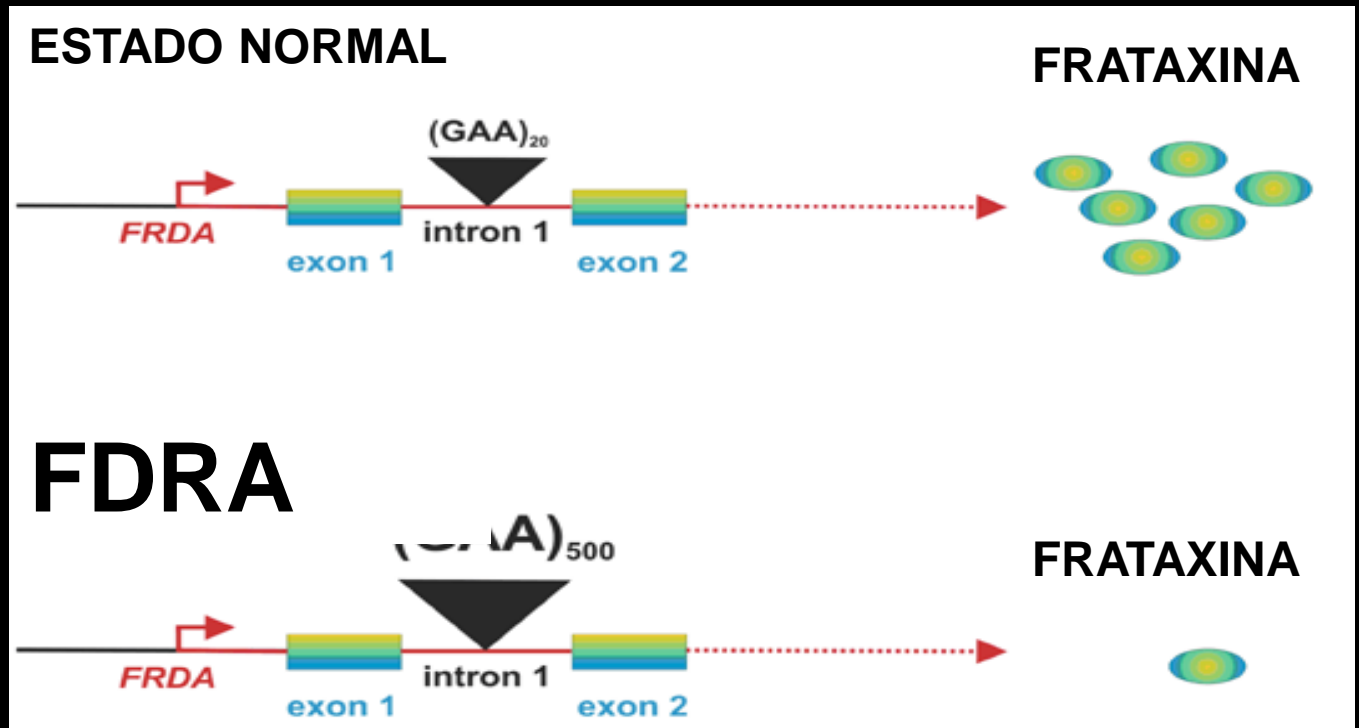 ESTADO NORMAL
FRATAXINA
(GAA)20
FRDA
intron 1
exon 1
exon 2
FDRA
AA)500
FRATAXINA
FRDA
intron 1
exon 1
exon 2